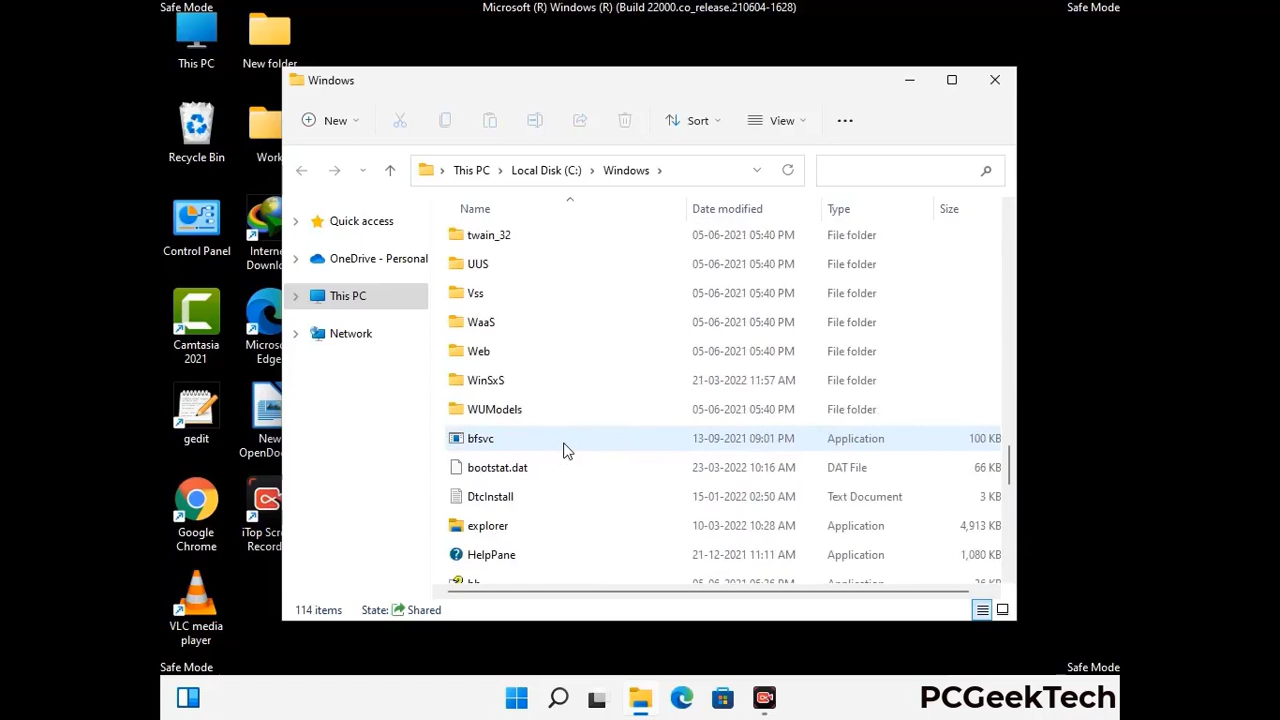 Safe Mode
Microsoft (R) Windows (R) (Build 22000.co_release.210604-1628)
Safe Mode
This PC
New folder
Recycle Bin
Work
Control Panel
Internet
Downlo...
Camtasia
2021
Micros...
Edge
gedit
New
OpenDo...
Google
Chrome
iTop Scr...
Record...
VLC media
player
Windows
New
Sort
View
This PC
Local Disk (C:)
Windows
Quick access
OneDrive - Personal
This PC
Network
Name Date modified Type Size
twain_32 05-06-2021 05:40 PM File folder
UUS 05-06-2021 05:40 PM File folder
Vss 05-06-2021 05:40 PM File folder
WaaS 05-06-2021 05:40 PM File folder
Web 05-06-2021 05:40 PM File folder
WinSxS 21-03-2022 11:57 AM File folder
WUModels 05-06-2021 05:40 PM File folder
bfsvc 13-09-2021 09:01 PM Application 100 KB
bootstat.dat 23-03-2022 10:16 AM DAT File 66 KB
DtcInstall 15-01-2022 02:50 AM Text Document 3 KB
explorer 10-03-2022 10:28 AM Application 4,913 KB
HelpPane 21-12-2021 11:11 AM Application 1,080 KB
114 items State: Shared
Safe Mode
Safe Mode
PCGeekTech